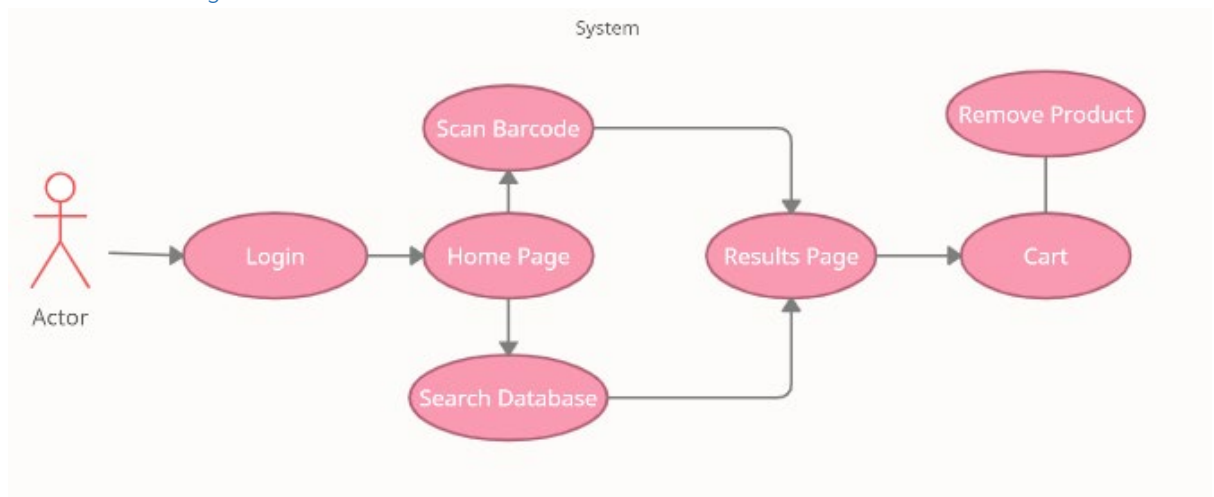 System
Scan Barcode
Remove Product
Login
Home Page
Results Page
Cart
Actor
Search Database